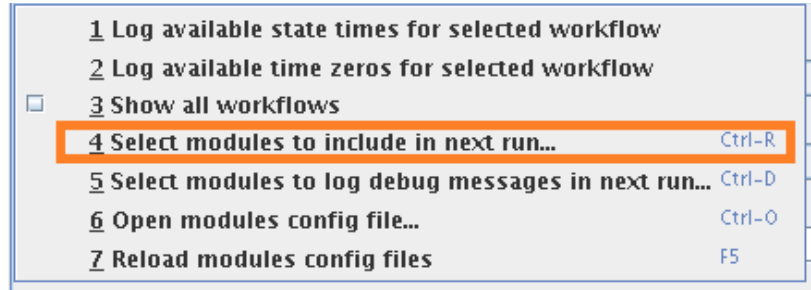 1 Log available state times for selected workflow
2 Log available time zeros for selected workflow
3 Show all workflows
4 Select modules to include in next run... Ctrl-R
5 Select modules to log debug messages in next run... Ctrl-D
6 Open modules config file... Ctrl-O
7 Reload modules config files F5